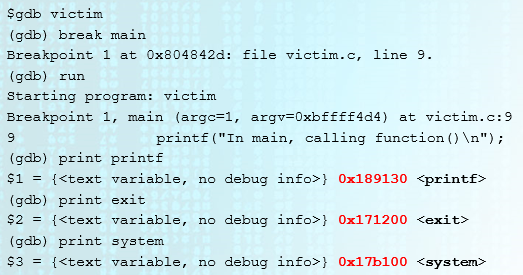 $gdb victim
(gdb) break main
Breakpoint 1 at 0x804842d: file victim.c, line 9.
(gdb) run
Starting program: victim
Breakpoint 1, main (argc=1, argv=0xbffff4d4) at victim.c:9
9 printf("In main, calling function()\n");
(gdb) print printf
$1 = {<text variable, no debug info>} 0x189130 <printf>
(gdb) print exit
$2 = {<text variable, no debug info>} 0x171200 <exit>
(gdb) print system
$3 = {<text variable, no debug info>} 0x17b100 <system>